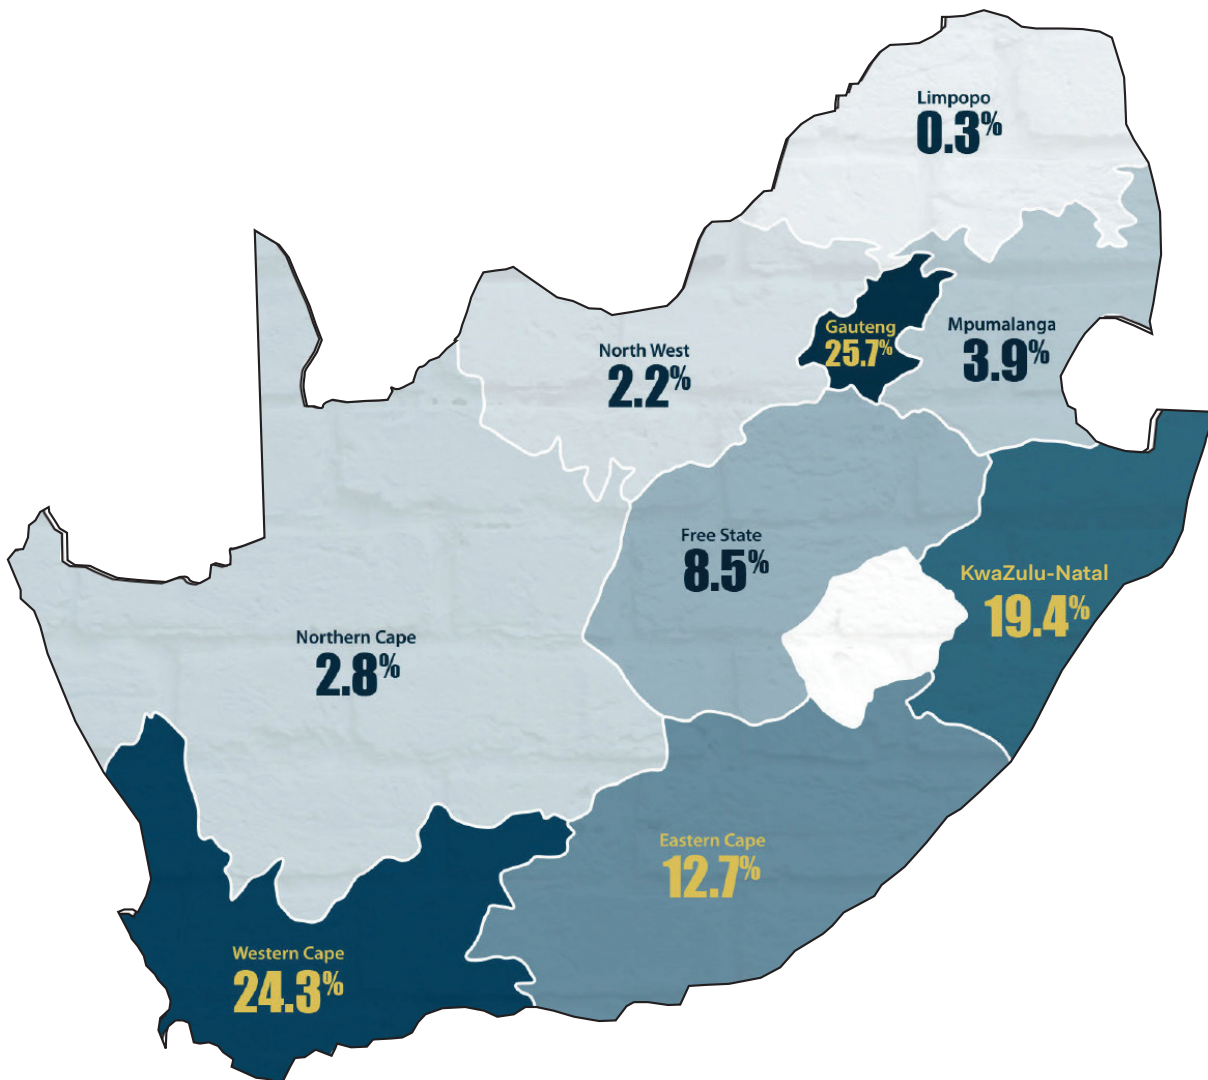 Limpopo
0.3%
Gauteng
25.7%
Mpumalanga
3.9%
North West
2.2%
Free State
8.5%
KwaZulu-Natal
19.4%
Northern Cape
2.8%
Eastern Cape
12.7%
Western Cape
24.3%